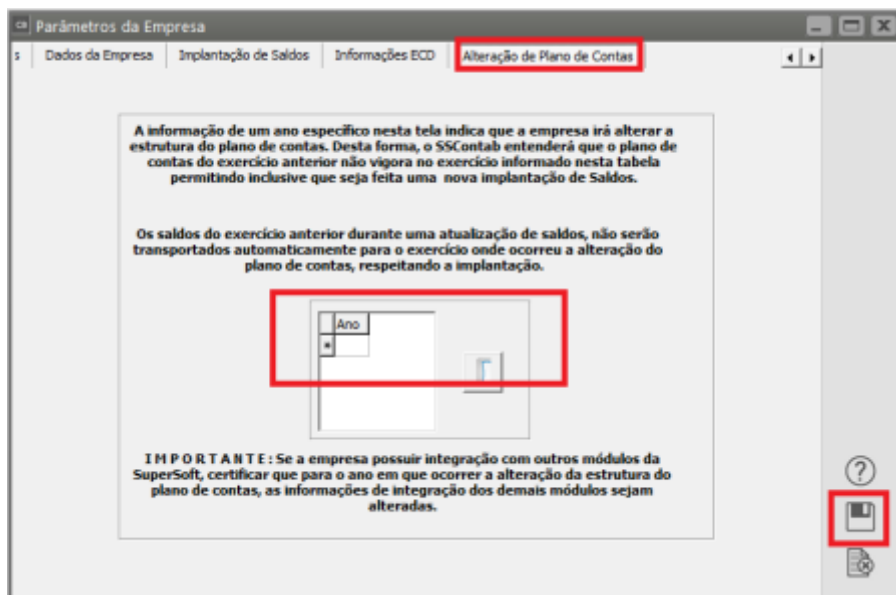 CB Parâmetros da Empresa
s Dados da Empresa Implantação de Saldos Informações ECD Alteração de Plano de Contas
A informação de um ano específico nesta tela indica que a empresa irá alterar a
estrutura do plano de contas. Desta forma, o SSContab entenderá que o plano de
contas do exercício anterior não vigora no exercício informado nesta tabela
permitindo inclusive que seja feita uma nova implantação de Saldos.
Os saldos do exercício anterior durante uma atualização de saldos, não serão
transportados automaticamente para o exercício onde ocorreu a alteração do
plano de contas, respeitando a implantação.
Ano
*
I M P O R T A N T E : Se a empresa possuir integração com outros módulos da
SuperSoft, certificar que para o ano em que ocorrer a alteração da estrutura do
plano de contas, as informações de integração dos demais módulos sejam
alteradas.